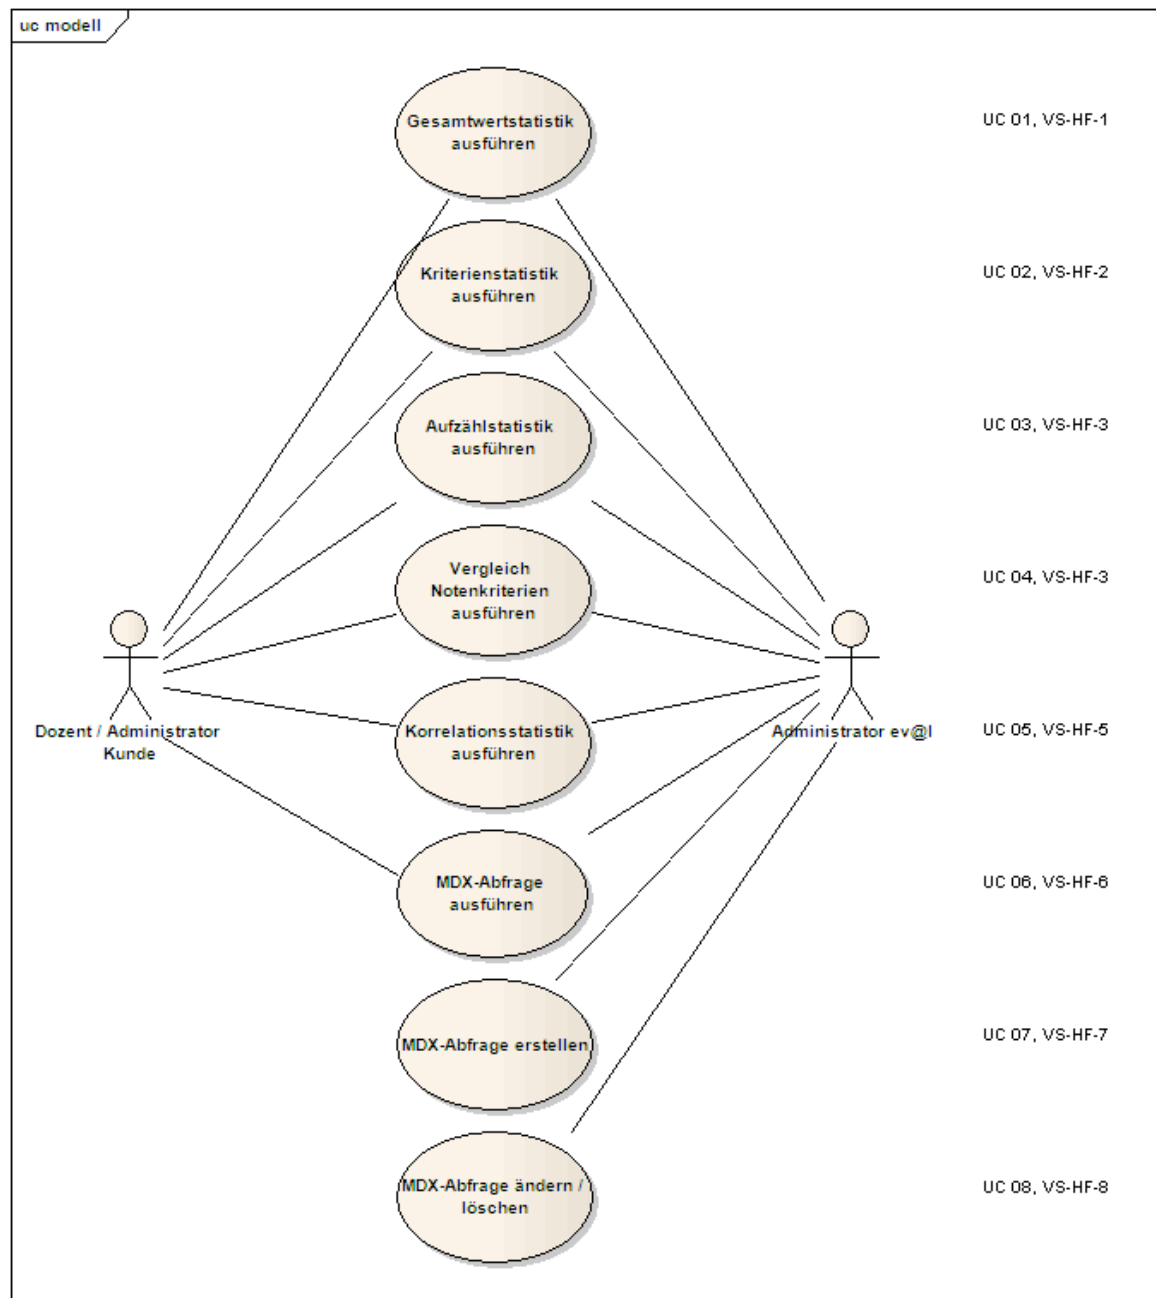 uc modell
Gesamtwertstatistik
ausführen
UC 01, VS-HF-1
Kriterienstatistik
ausführen
UC 02, VS-HF-2
Aufzählstatistik
ausführen
UC 03, VS-HF-3
Vergleich
Notenkriterien
ausführen
UC 04, VS-HF-3
Dozent / Administrator
Kunde
Korrelationsstatistik
ausführen
Administrator ev@l
UC 05, VS-HF-5
MDX-Abfrage
ausführen
UC 06, VS-HF-6
MDX-Abfrage erstellen
UC 07, VS-HF-7
MDX-Abfrage ändern /
löschen
UC 08, VS-HF-8